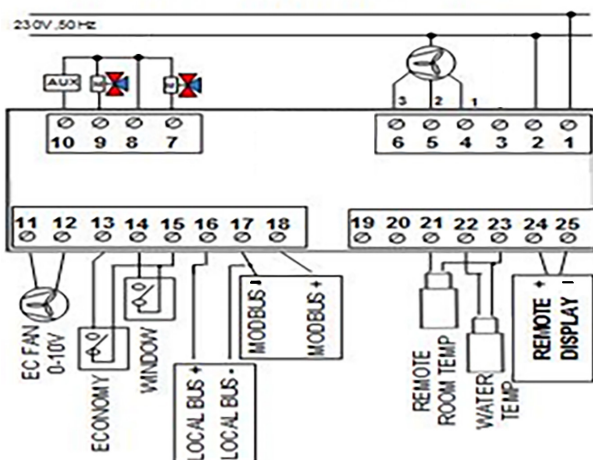 230V,50Hz
AUX
3 2 1
10 9 8 7
6 5 4 3 2 1
11 12 13 14 15 16 17 18
19 20 21 22 23 24 25
EC FAN
0-10V
ECONOMY
WINDOW
LOCAL BUS +
LOCAL BUS -
MODBUS -
MODBUS +
REMOTE
ROOM TEMP
WATER
TEMP
REMOTE +
DISPLAY -